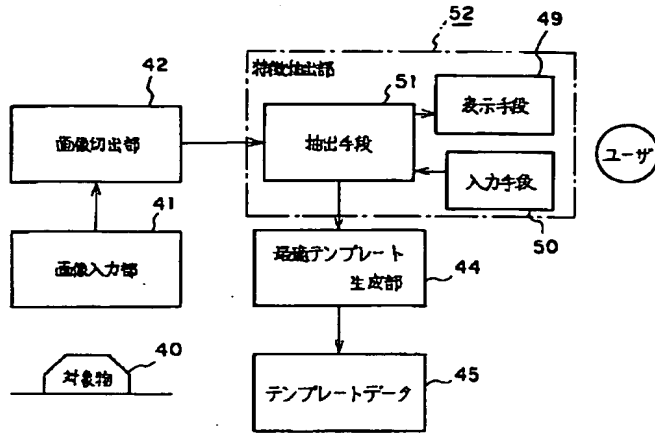 52
49
42
特徴抽出部
51
表示手段
画像切出部
抽出手段
ユーザ
入力手段
41
50
画像入力部
最適テンプレート
生成部
44
40
対象物
テンプレートデータ
45